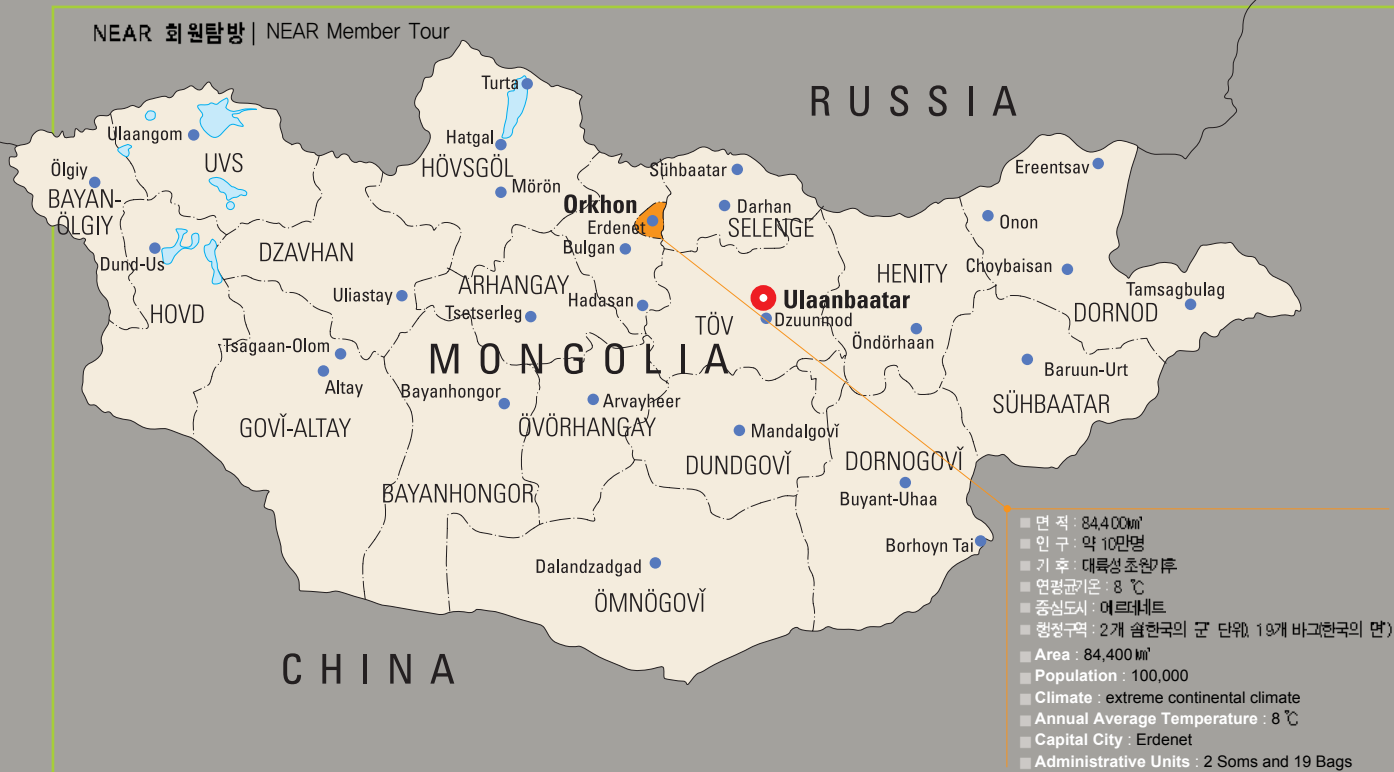 NEAR 회원탐방 | NEAR Member Tour
RUSSIA
Turta
Ulaangom
Hatgal
UVS
HÖVSGÖL
Ölgiy
Mörön
BAYAN-
ÖLGIY
Sühbaatar
Ereentsav
Orkhon
Erdenet
Darhan
SELENGE
Onon
Bulgan
Dund-Us
DZAVHAN
HENITY
Choybaisan
ARHANGAY
Uliastay
Hadasan
Ulaanbaatar
Tamsagbulag
HOVD
Tsetserleg
TÖV
Dzuunmod
DORNOD
Tsagaan-Olom
MONGOLIA
Öndörhaan
Altay
Bayanhongor
Arvayheer
Baruun-Urt
SÜHBAATAR
GOVĬ-ALTAY
ÖVÖRHANGAY
Mandalgovĭ
DUNDGOVĬ
DORNOGOVĬ
BAYANHONGOR
Buyant-Uhaa
Borhoyn Tai
Dalandzadgad
ÖMNÖGOVĬ
CHINA
면 적 : 84,400㎢
인 구 : 약 10만명
기 후 : 대륙성 초원기후
연평균기온 : 8 ℃
중심도시 : 에르데네트
행정구역 : 2개 솜(한국의 '군' 단위), 19개 바그(한국의 '면')
Area : 84,400 ㎢
Population : 100,000
Climate : extreme continental climate
Annual Average Temperature : 8 ℃
Capital City : Erdenet
Administrative Units : 2 Soms and 19 Bags